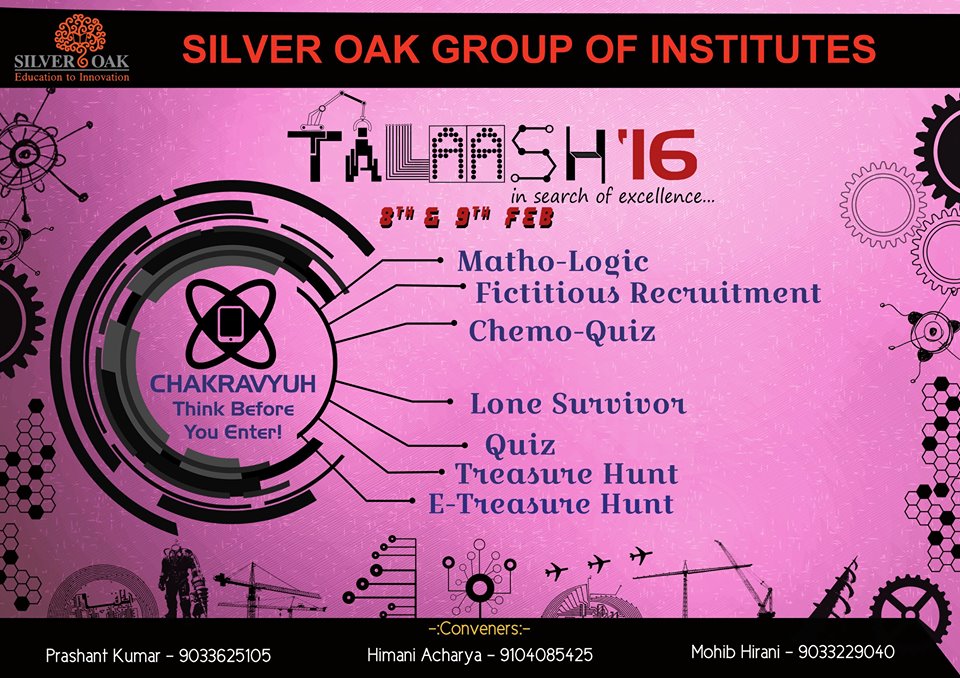 SILVER OAK
Education to Innovation
SILVER OAK GROUP OF INSTITUTES
TALAASH '16
in search of excellence...
8TH & 9TH FEB
Matho-Logic
Fictitious Recruitment
Chemo-Quiz
CHAKRAVYUH
Think Before
You Enter!
Lone Survivor
Quiz
Treasure Hunt
E-Treasure Hunt
-:Conveners:-
Prashant Kumar - 9033625105
Himani Acharya - 9104085425
Mohib Hirani - 9033229040